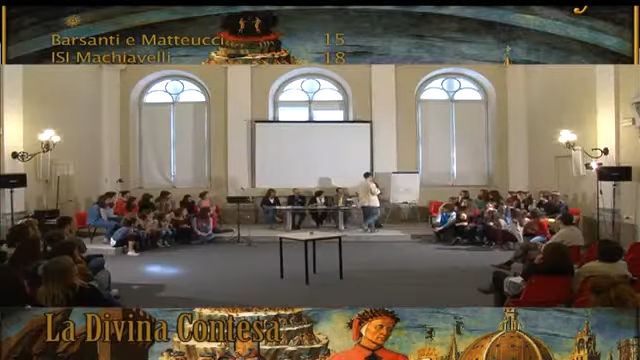 Barsanti e Matteucci 15
ISI Machiavelli 18
La Divina Contesa